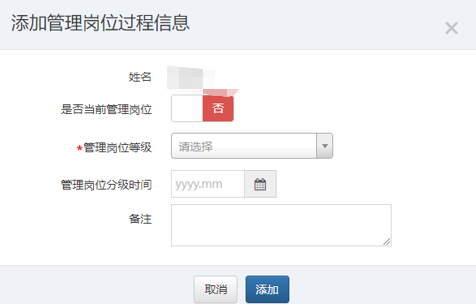 添加管理岗位过程信息
×
姓名
是否当前管理岗位 否
*管理岗位等级 请选择
管理岗位分级时间 yyyy.mm
备注
取消 添加